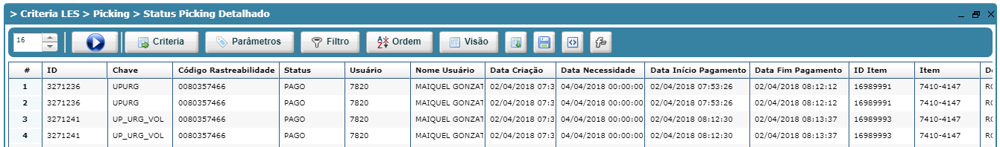 > Criteria LES > Picking > Status Picking Detalhado
16 Criteria Parâmetros Filtro Ordem Visão
# ID Chave Código Rastreabilidade Status Usuário Nome Usuário Data Criação Data Necessidade Data Início Pagamento Data Fim Pagamento ID Item Item
1 3271236 UPURG 0080357466 PAGO 7820 MAIQUEL GONZAT 02/04/2018 07:3 04/04/2018 00:00:00 02/04/2018 07:53:26 02/04/2018 08:12:12 16989991 7410-4147
2 3271236 UPURG 0080357466 PAGO 7820 MAIQUEL GONZAT 02/04/2018 07:3 04/04/2018 00:00:00 02/04/2018 07:53:26 02/04/2018 08:12:12 16989991 7410-4147
3 3271241 UP_URG_VOL 0080357466 PAGO 7820 MAIQUEL GONZAT 02/04/2018 07:3 04/04/2018 00:00:00 02/04/2018 08:12:30 02/04/2018 08:13:37 16989993 7410-4147
4 3271241 UP_URG_VOL 0080357466 PAGO 7820 MAIQUEL GONZAT 02/04/2018 07:3 04/04/2018 00:00:00 02/04/2018 08:12:30 02/04/2018 08:13:37 16989993 7410-4147